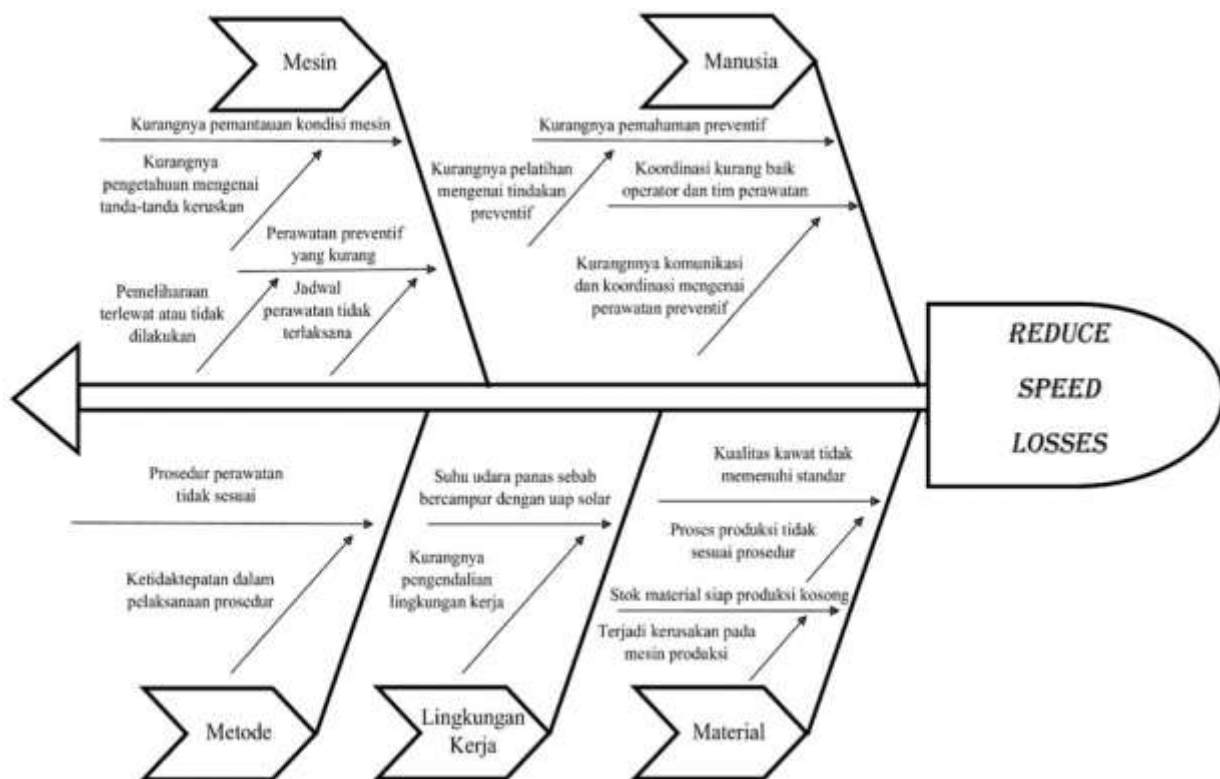 Mesin
Kurangnya pemantauan kondisi mesin
Kurangnya
pengetahuan mengenai
tanda-tanda keruskan
Perawatan preventif
yang kurang
Pemeliharaan
terlewat atau tidak
dilakukan
Jadwal
perawatan tidak
terlaksana
Manusia
Kurangnya pemahaman preventif
Kurangnya pelatihan
mengenai tindakan
preventif
Koordinasi kurang baik
operator dan tim perawatan
Kurangnnya komunikasi
dan koordinasi mengenai
perawatan preventif
REDUCE
SPEED
LOSSES
Prosedur perawatan
tidak sesuai
Ketidaktepatan dalam
pelaksanaan prosedur
Metode
Suhu udara panas sebab
bercampur dengan uap solar
Kurangnya
pengendalian
lingkungan kerja
Lingkungan
Kerja
Kualitas kawat tidak
memenuhi standar
Proses produksi tidak
sesuai prosedur
Stok material siap produksi kosong
Terjadi kerusakan pada
mesin produksi
Material